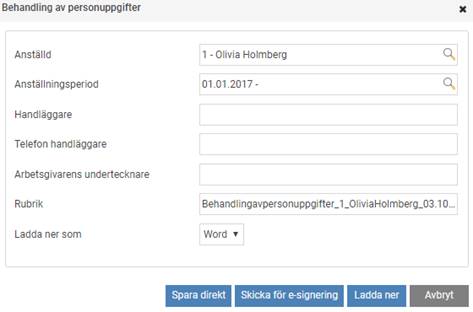 Behandling av personuppgifter
Anställd 1 - Olivia Holmberg
Anställningsperiod 01.01.2017 -
Handläggare
Telefon handläggare
Arbetsgivarens undertecknare
Rubrik Behandlingavpersonuppgifter_1_OliviaHolmberg_03.10...
Ladda ner som Word
Spara direkt Skicka för e-signering Ladda ner Avbryt